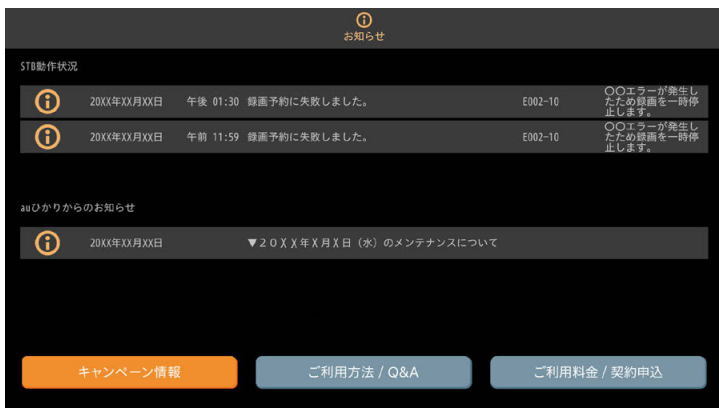 お知らせ
STB動作状況
20XX年XX月XX日 午後 01:30 録画予約に失敗しました。 E002-10 〇〇エラーが発生し
たため録画を一時停
止します。
20XX年XX月XX日 午前 11:59 録画予約に失敗しました。 E002-10 〇〇エラーが発生し
たため録画を一時停
止します。
auひかりからのお知らせ
20XX年XX月XX日 ▼20XX年X月X日(水)のメンテナンスについて
キャンペーン情報 ご利用方法 / Q&A ご利用料金 / 契約申込